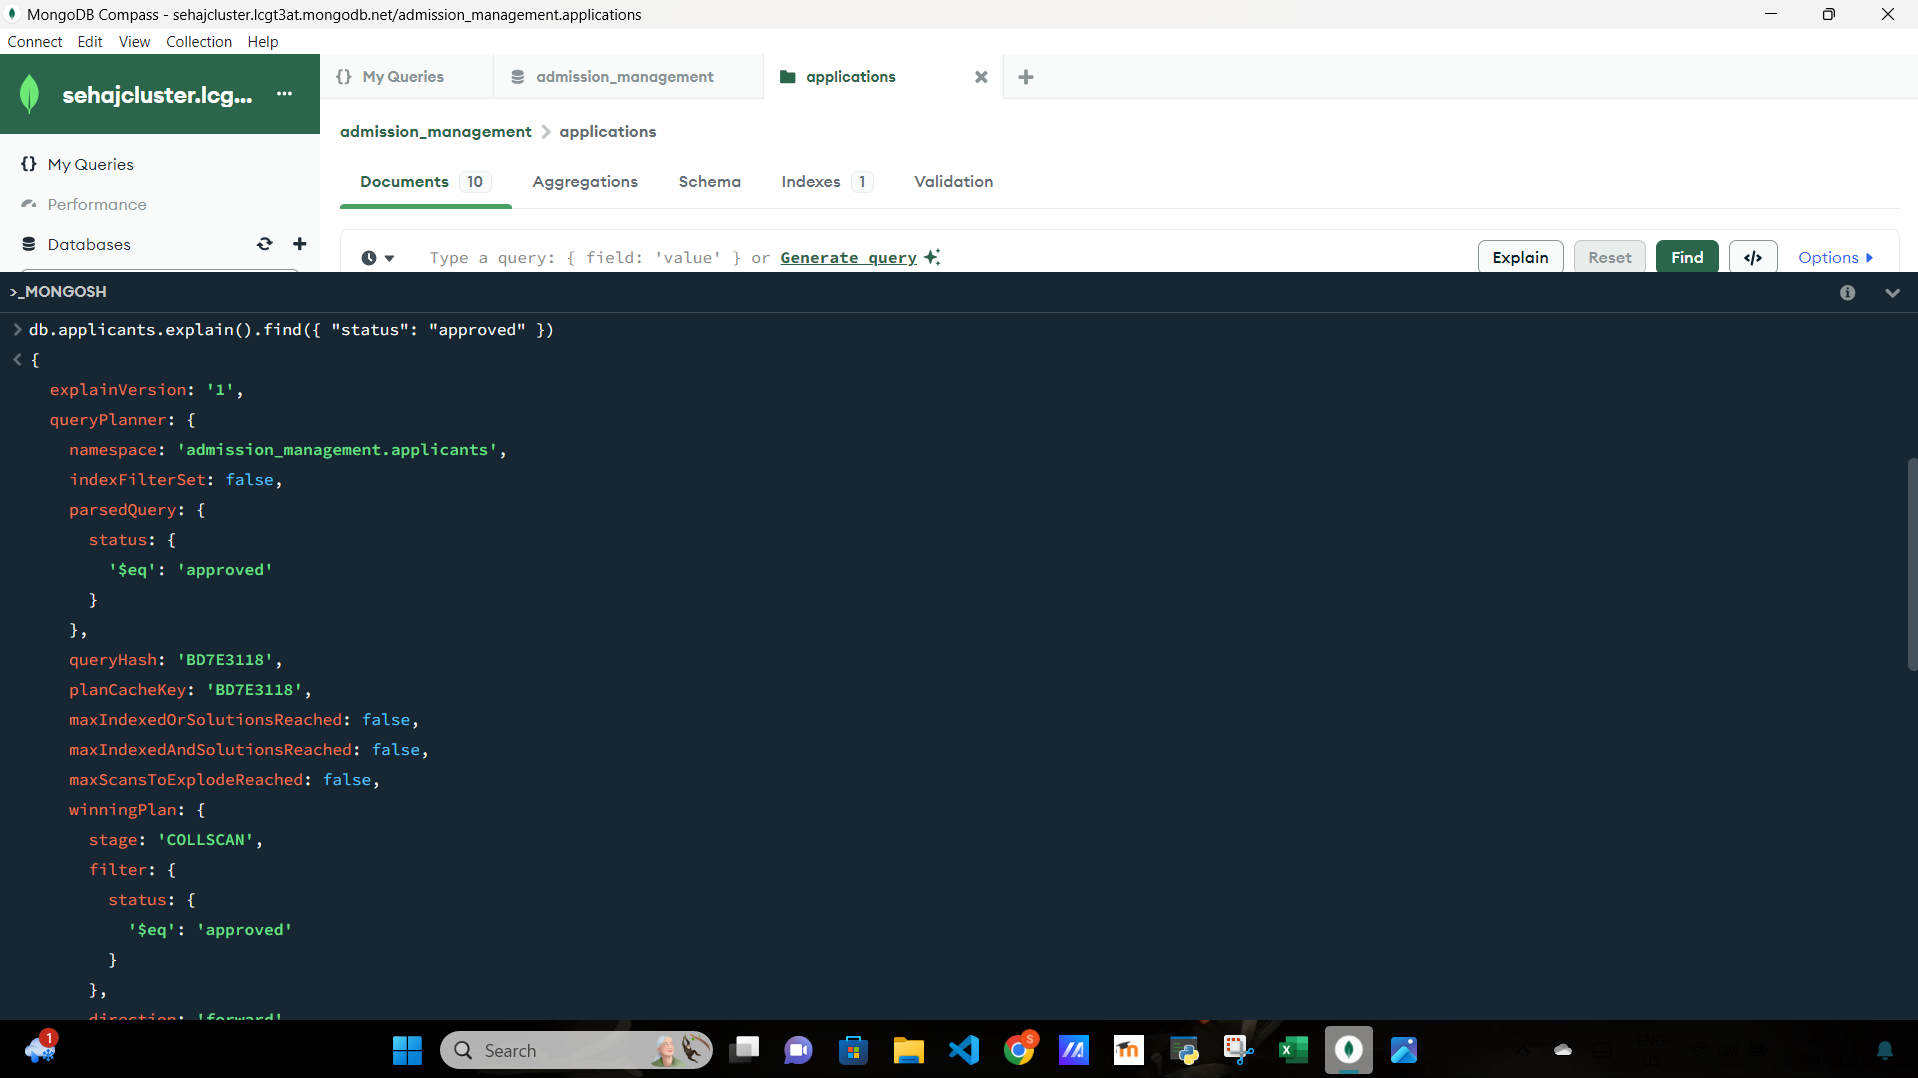 MongoDB Compass - sehajcluster.lcgt3at.mongodb.net/admission_management.applications
Connect Edit View Collection Help
sehajcluster.lcg... ···
{} My Queries
admission_management
applications
My Queries
Performance
Databases
admission_management > applications
Documents 10 Aggregations Schema Indexes 1 Validation
Type a query: { field: 'value' } or Generate query
Explain Reset Find </> Options
>_MONGOSH
> db.applicants.explain().find({ "status": "approved" })
< {
explainVersion: '1',
queryPlanner: {
namespace: 'admission_management.applicants',
indexFilterSet: false,
parsedQuery: {
status: {
'$eq': 'approved'
}
},
queryHash: 'BD7E3118',
planCacheKey: 'BD7E3118',
maxIndexedOrSolutionsReached: false,
maxIndexedAndSolutionsReached: false,
maxScansToExplodeReached: false,
winningPlan: {
stage: 'COLLSCAN',
filter: {
status: {
'$eq': 'approved'
}
},
direction: 'forward'
1
Search
S